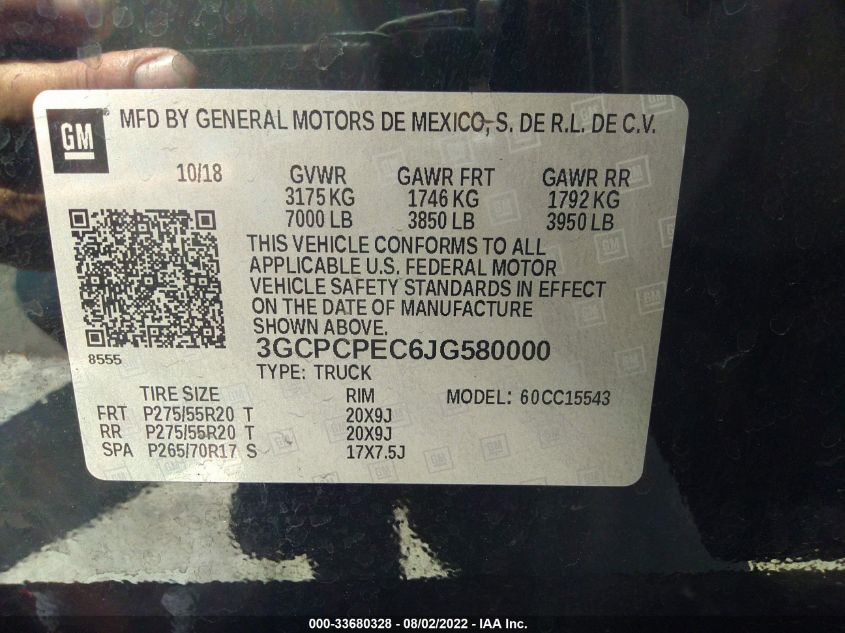 GM
MFD BY GENERAL MOTORS DE MEXICO, S. DE R.L. DE C.V.
10/18 GVWR GAWR FRT GAWR RR
3175 KG 1746 KG 1792 KG
7000 LB 3850 LB 3950 LB
THIS VEHICLE CONFORMS TO ALL
APPLICABLE U.S. FEDERAL MOTOR
VEHICLE SAFETY STANDARDS IN EFFECT
ON THE DATE OF MANUFACTURE
SHOWN ABOVE.
8555
3GCPCPEC6JG580000
TYPE: TRUCK
TIRE SIZE RIM MODEL: 60CC15543
FRT P275/55R20 T 20X9J
RR P275/55R20 T 20X9J
SPA P265/70R17 S 17X7.5J
000-33680328 - 08/02/2022 - IAA Inc.